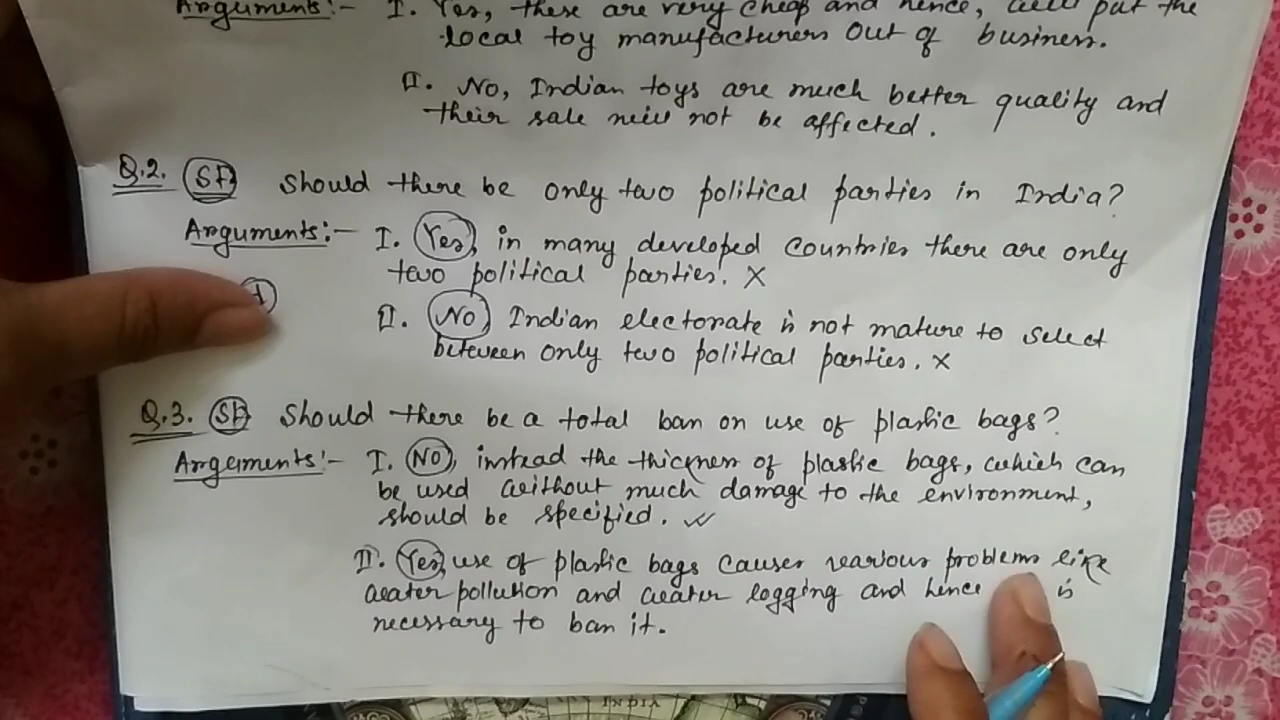 Arguments:- I. Yes, these are very cheap and hence, will put the
local toy manufacturers out of business.
II. No, Indian toys are much better quality and
their sale will not be affected.
Q.2. St Should there be only two political parties in India?
Arguments:- I. Yes, in many developed countries there are only
two political parties. X
II. No, Indian electorate is not mature to select
between only two political parties. X
Q.3. St Should there be a total ban on use of plastic bags?
Arguments:- I. No, instead the thickness of plastic bags, which can
be used without much damage to the environment,
should be specified. ✓
II. Yes, use of plastic bags causes various problems like
water pollution and water logging and hence is
necessary to ban it.
INDIA